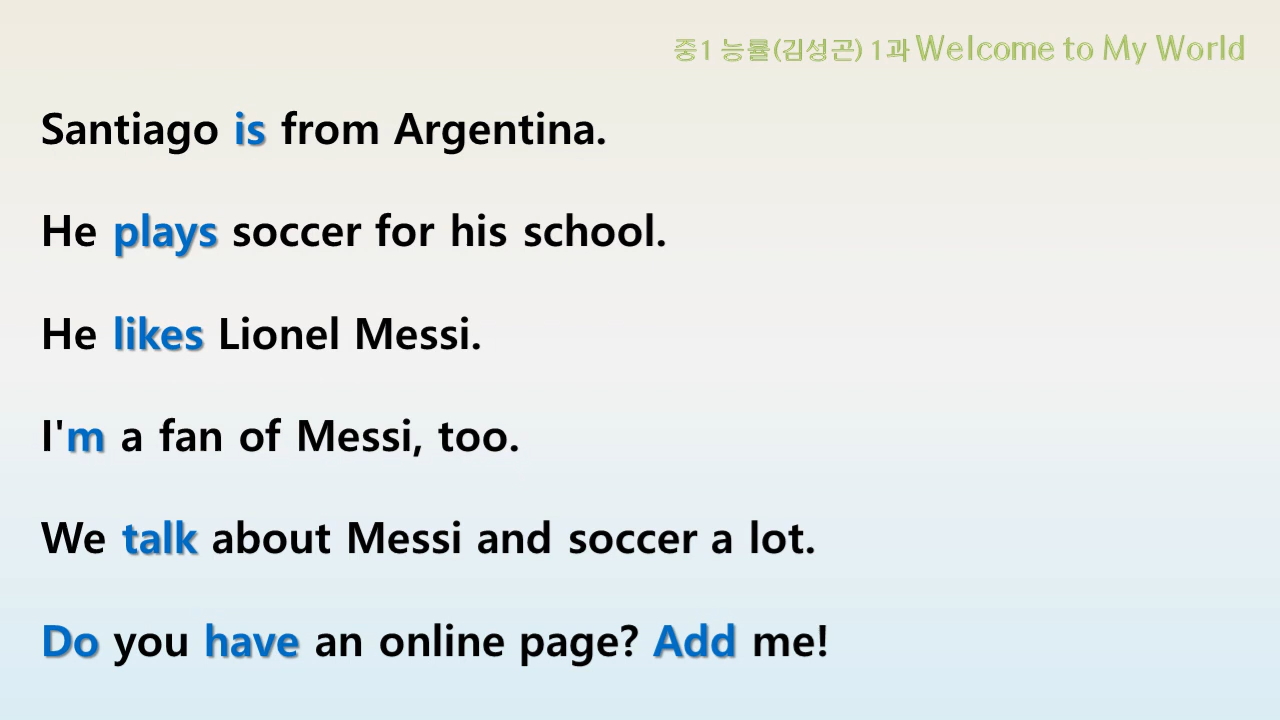 중1 능률(김성곤) 1과 Welcome to My World
Santiago is from Argentina.
He plays soccer for his school.
He likes Lionel Messi.
I'm a fan of Messi, too.
We talk about Messi and soccer a lot.
Do you have an online page? Add me!